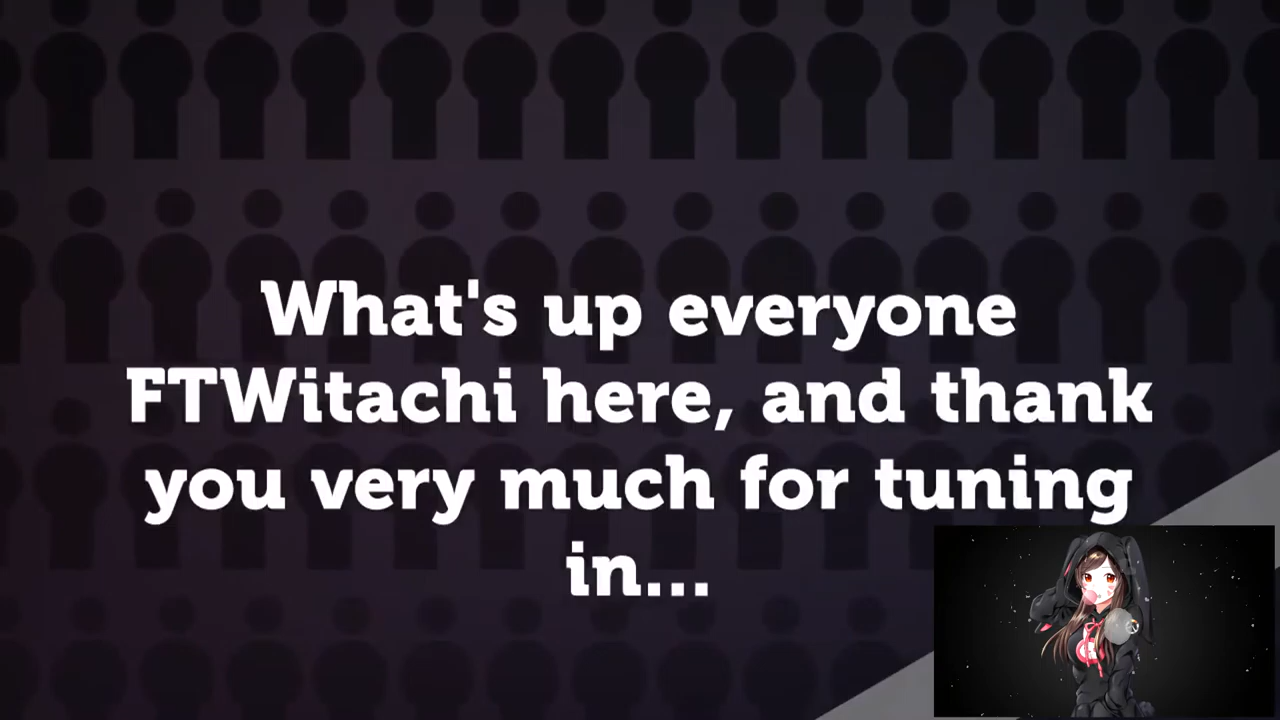 What's up everyone
FTWitachi here, and thank
you very much for tuning
in...